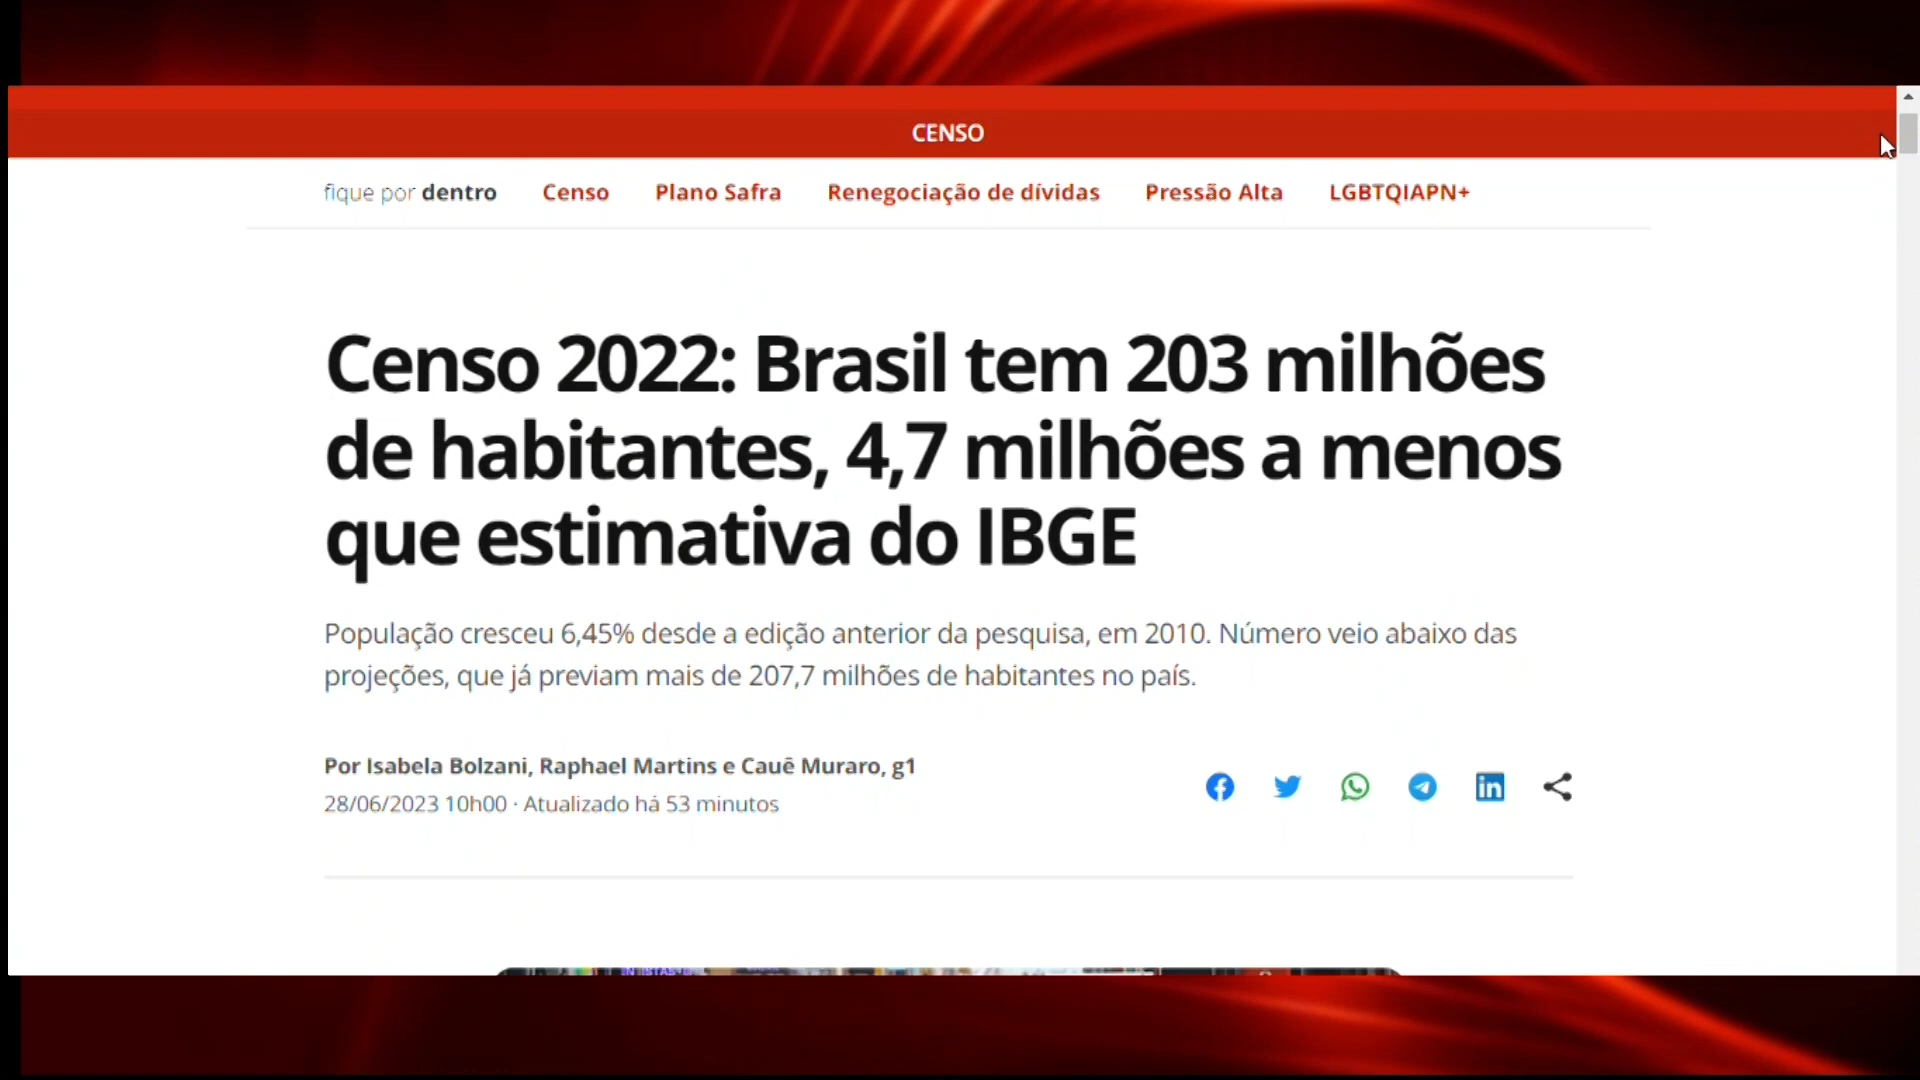 CENSO
fique por dentro Censo Plano Safra Renegociação de dívidas Pressão Alta LGBTQIAPN+
Censo 2022: Brasil tem 203 milhões
de habitantes, 4,7 milhões a menos
que estimativa do IBGE
População cresceu 6,45% desde a edição anterior da pesquisa, em 2010. Número veio abaixo das
projeções, que já previam mais de 207,7 milhões de habitantes no país.
Por Isabela Bolzani, Raphael Martins e Cauê Muraro, g1
28/06/2023 10h00 · Atualizado há 53 minutos